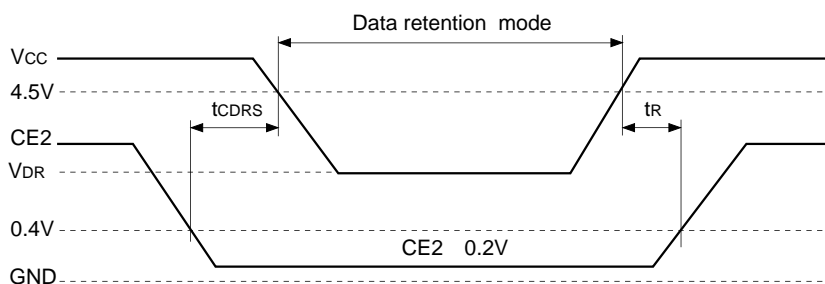 Data retention mode
VCC
4.5V
tCDRS
tR
CE2
VDR
0.4V
CE2 0.2V
GND